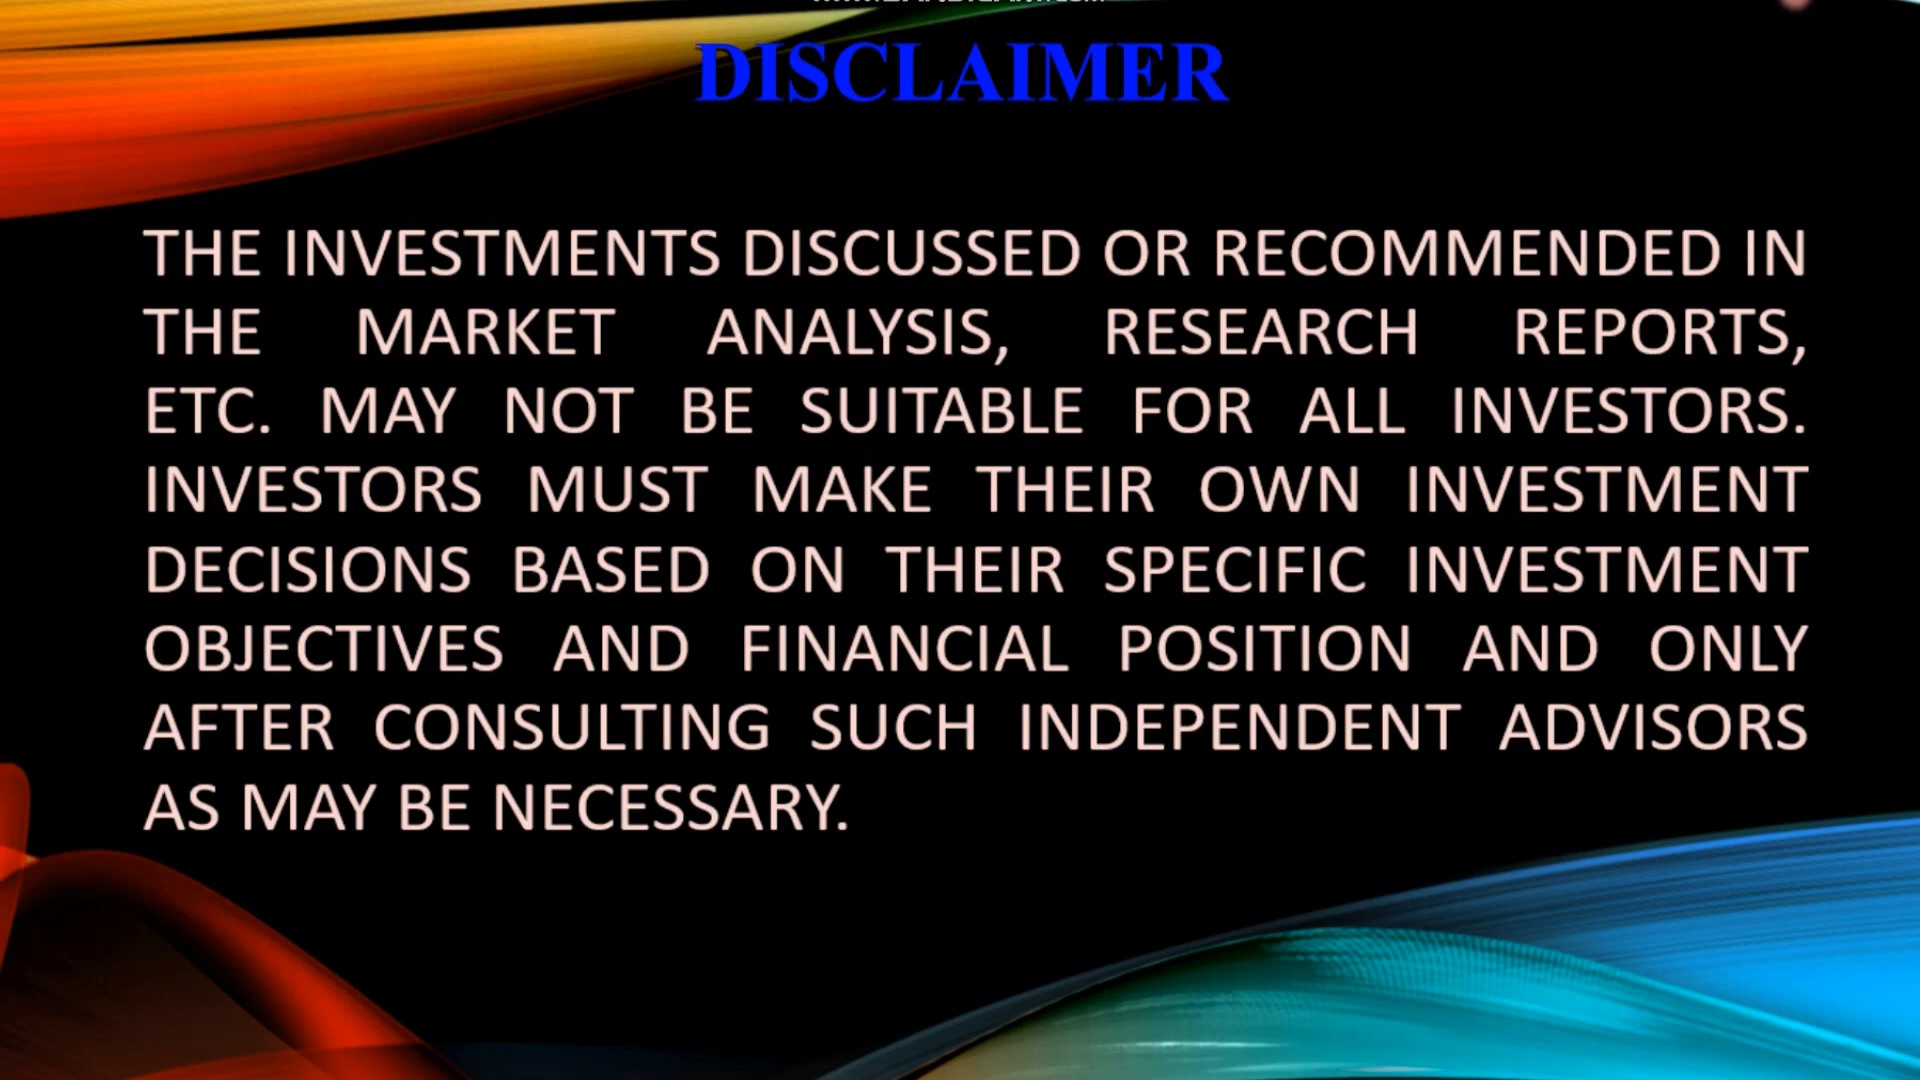 DISCLAIMER
THE INVESTMENTS DISCUSSED OR RECOMMENDED IN
THE MARKET ANALYSIS, RESEARCH REPORTS,
ETC. MAY NOT BE SUITABLE FOR ALL INVESTORS.
INVESTORS MUST MAKE THEIR OWN INVESTMENT
DECISIONS BASED ON THEIR SPECIFIC INVESTMENT
OBJECTIVES AND FINANCIAL POSITION AND ONLY
AFTER CONSULTING SUCH INDEPENDENT ADVISORS
AS MAY BE NECESSARY.